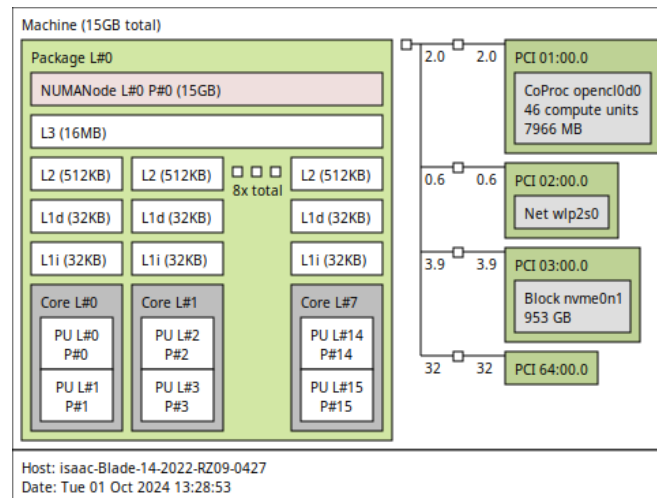 Machine (15GB total)
Package L#0
NUMANode L#0 P#0 (15GB)
L3 (16MB)
L2 (512KB)
L2 (512KB)
8x total
L2 (512KB)
L1d (32KB)
L1d (32KB)
L1d (32KB)
L1i (32KB)
L1i (32KB)
L1i (32KB)
Core L#0
PU L#0
P#0
PU L#1
P#1
Core L#1
PU L#2
P#2
PU L#3
P#3
Core L#7
PU L#14
P#14
PU L#15
P#15
2.0
2.0
PCI 01:00.0
CoProc opencl0d0
46 compute units
7966 MB
0.6
0.6
PCI 02:00.0
Net wlp2s0
3.9
3.9
PCI 03:00.0
Block nvme0n1
953 GB
32
32
PCI 64:00.0
Host: isaac-Blade-14-2022-RZ09-0427
Date: Tue 01 Oct 2024 13:28:53